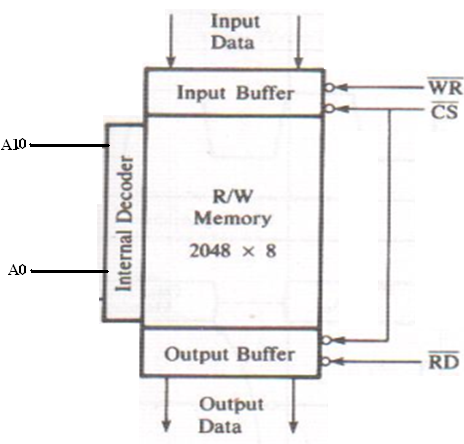 Input
Data
Input Buffer
WR
CS
A10
Internal Decoder
R/W
Memory
2048 × 8
A0
Output Buffer
RD
Output
Data